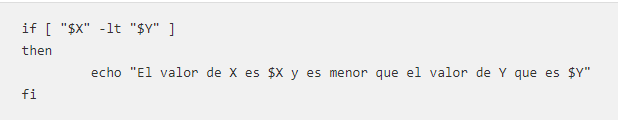 if [ "$X" -lt "$Y" ]
then
        echo "El valor de X es $X y es menor que el valor de Y que es $Y"
fi